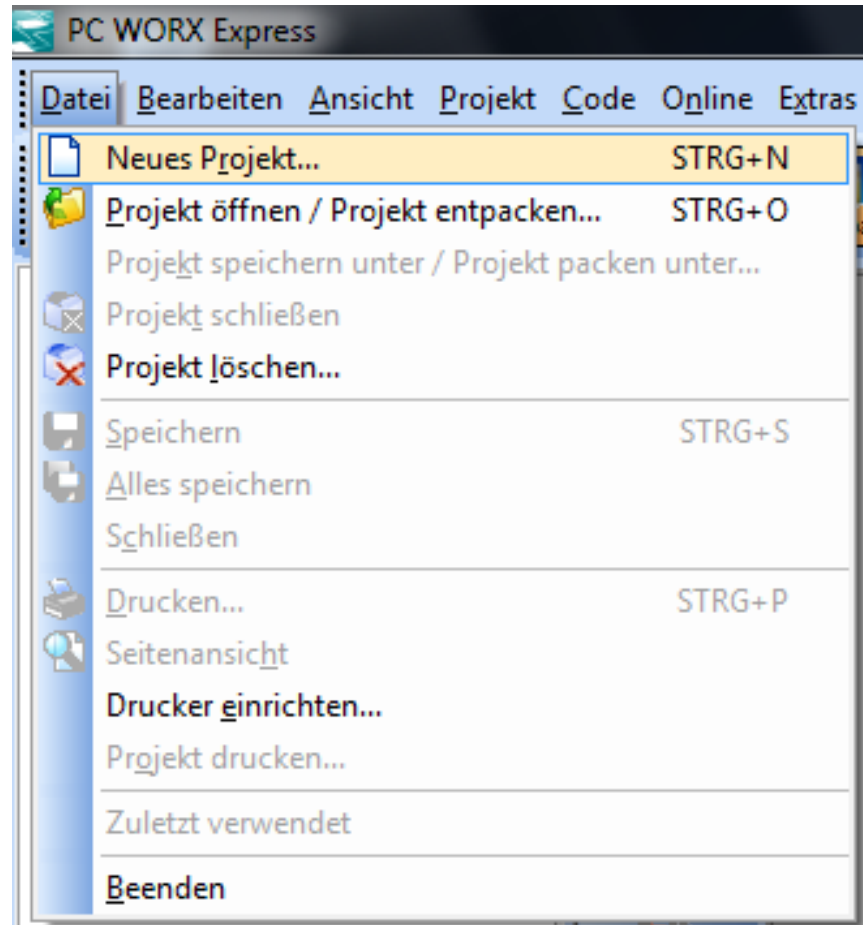 PC WORX Express
Datei Bearbeiten Ansicht Projekt Code Online Extras
Neues Projekt... STRG+N
Projekt öffnen / Projekt entpacken... STRG+O
Projekt speichern unter / Projekt packen unter...
Projekt schließen
Projekt löschen...
Speichern STRG+S
Alles speichern
Schließen
Drucken... STRG+P
Seitenansicht
Drucker einrichten...
Projekt drucken...
Zuletzt verwendet
Beenden